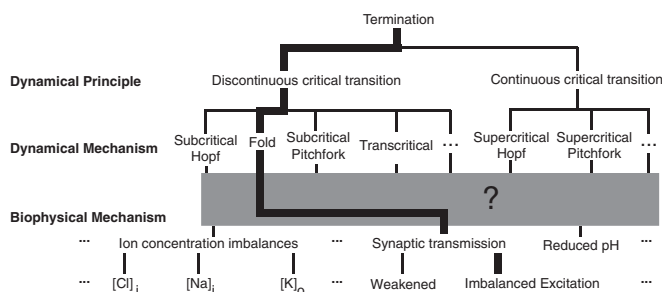 Termination
Dynamical Principle
Discontinuous critical transition
Continuous critical transition
Dynamical Mechanism
Subcritical
Hopf
Fold
Subcritical
Pitchfork
Transcritical
...
Supercritical
Hopf
Supercritical
Pitchfork
...
?
Biophysical Mechanism
...
Ion concentration imbalances
...
Synaptic transmission
Reduced pH
...
...
[Cl]i
[Na]i
[K]o
...
Weakened
Imbalanced Excitation
...